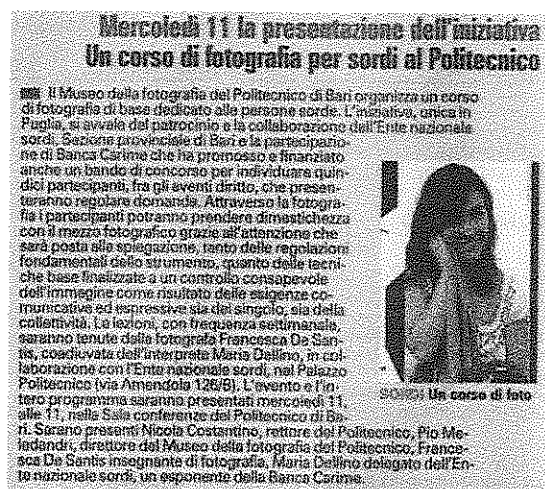 Mercoledì 11 la presentazione dell'iniziativa
Un corso di fotografia per sordi al Politecnico
Il Museo della fotografia del Politecnico di Bari organizza un corso
di fotografia di base dedicato alle persone sorde. L'iniziativa, unica in
Puglia, si avvale del patrocinio e la collaborazione dell'Ente nazionale
sordi, Sezione provinciale di Bari e la partecipazio-
ne di Banca Carime che ha promosso e finanziato
anche un bando di concorso per individuare quin-
dici partecipanti, fra gli aventi diritto, che presen-
teranno regolare domanda. Attraverso la fotogra-
fia i partecipanti potranno prendere dimestichezza
con il mezzo fotografico grazie all'attenzione che
sarà posta alla spiegazione, tanto delle regolazioni
fondamentali dello strumento, quanto delle tecni-
che base finalizzate a un controllo consapevole
dell'immagine come risultato delle esigenze co-
municative ed espressive sia del singolo, sia della
collettività. Le lezioni, con frequenza settimanale,
saranno tenute dalla fotografa Francesca De San-
tis, coadiuvata dall'interprete Maria Dellino, in col-
laborazione con l'Ente nazionale sordi, nel Palazzo
Politecnico (via Amendola 126/B). L'evento e l'in-
tero programma saranno presentati mercoledì 11,
alle 11, nella Sala conferenze del Politecnico di Ba-
ri. Sarano presenti Nicola Costantino, rettore del Politecnico, Pio Me-
ledandri, direttore del Museo della fotografia del Politecnico, France-
sca De Santis insegnante di fotografia, Maria Dellino delegato dell'En-
te nazionale sordi, un esponente della Banca Carime.
SORDI Un corso di foto